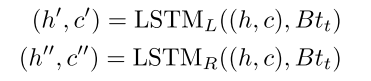 (h′, c′) = LSTM_L((h, c), Bt_t)
(h′′, c′′) = LSTM_R((h, c), Bt_t)